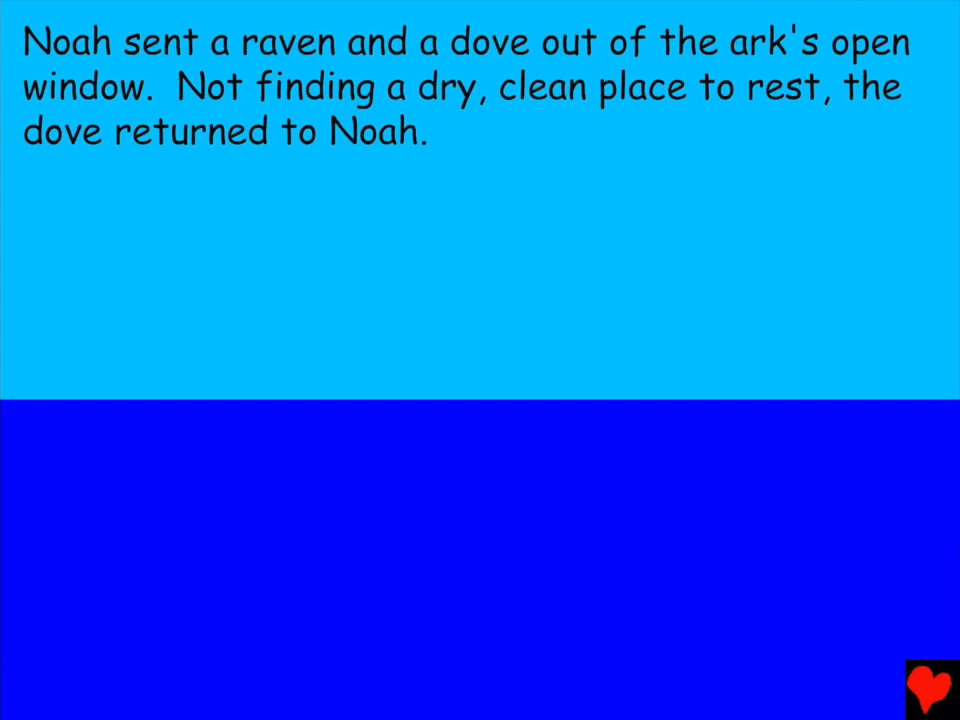 Noah sent a raven and a dove out of the ark's open
window.  Not finding a dry, clean place to rest, the
dove returned to Noah.